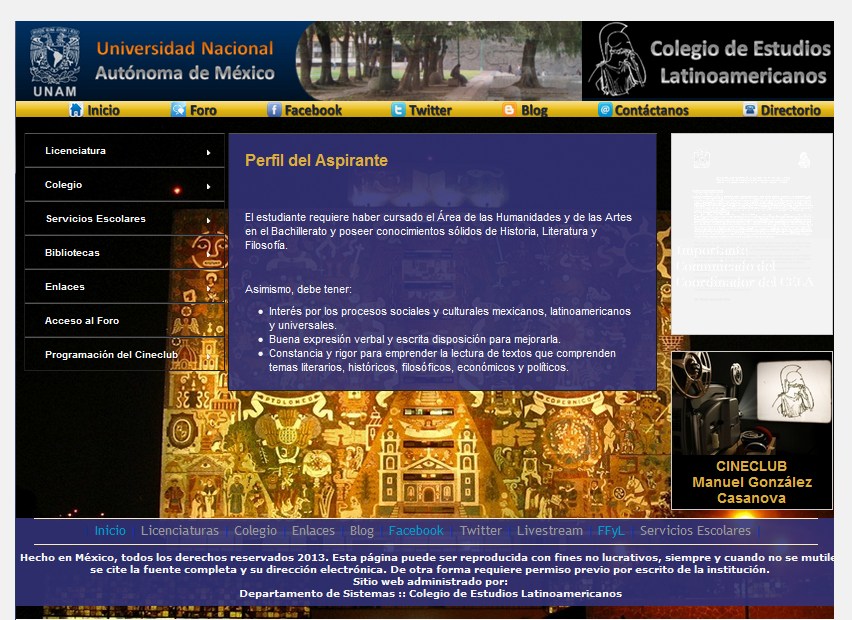 Universidad Nacional
Autónoma de México
UNAM
Colegio de Estudios
Latinoamericanos
Inicio Foro Facebook Twitter Blog Contáctanos Directorio
Licenciatura
Colegio
Servicios Escolares
Bibliotecas
Enlaces
Acceso al Foro
Programación del Cineclub
Perfil del Aspirante
El estudiante requiere haber cursado el Área de las Humanidades y de las Artes
en el Bachillerato y poseer conocimientos sólidos de Historia, Literatura y
Filosofía.
Asimismo, debe tener:
Interés por los procesos sociales y culturales mexicanos, latinoamericanos
y universales.
Buena expresión verbal y escrita disposición para mejorarla.
Constancia y rigor para emprender la lectura de textos que comprenden
temas literarios, históricos, filosóficos, económicos y políticos.
Importante:
Comunicado del
Coordinador del CELA
CINECLUB
Manuel González
Casanova
PTOLOMEO
COPERNICO
Inicio Licenciaturas Colegio Enlaces Blog Facebook Twitter Livestream FFyL Servicios Escolares
Hecho en México, todos los derechos reservados 2013. Esta página puede ser reproducida con fines no lucrativos, siempre y cuando no se mutile
se cite la fuente completa y su dirección electrónica. De otra forma requiere permiso previo por escrito de la institución.
Sitio web administrado por:
Departamento de Sistemas :: Colegio de Estudios Latinoamericanos